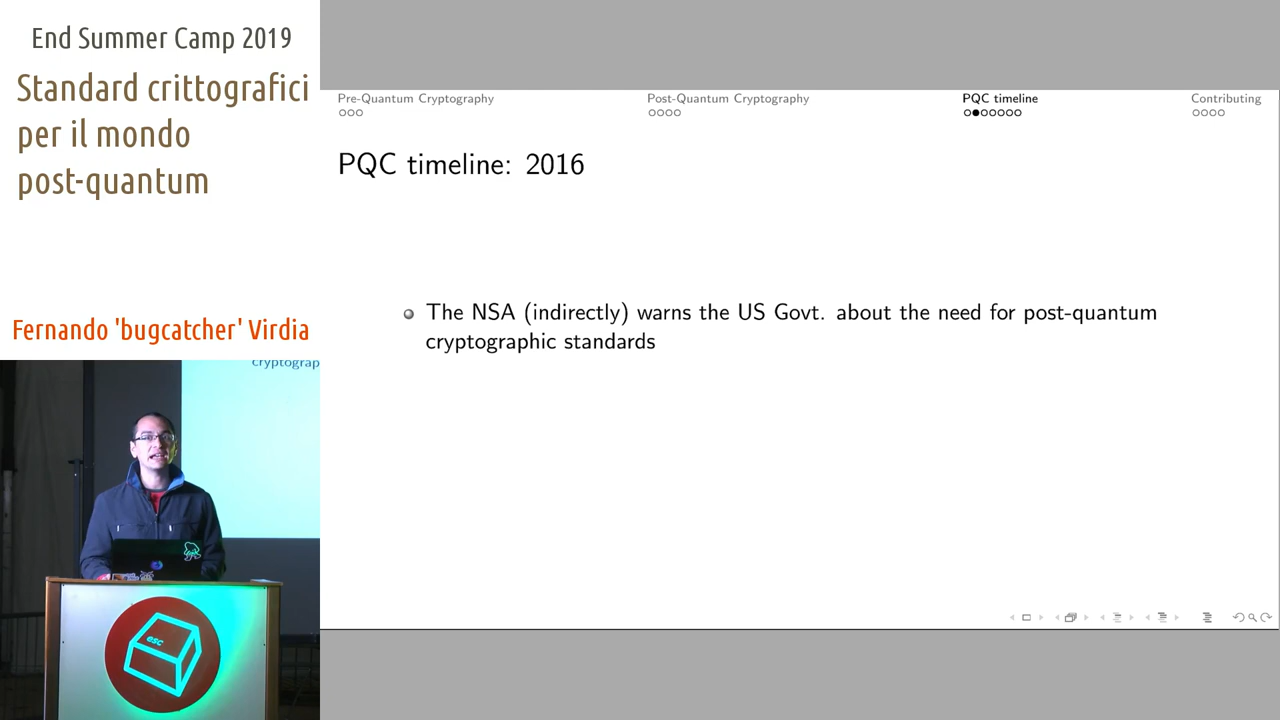 End Summer Camp 2019
Standard crittografici
per il mondo
post-quantum
Fernando 'bugcatcher' Virdia
Pre-Quantum Cryptography
Post-Quantum Cryptography
PQC timeline
Contributing
PQC timeline: 2016
The NSA (indirectly) warns the US Govt. about the need for post-quantum
cryptographic standards
cryptograp
esc